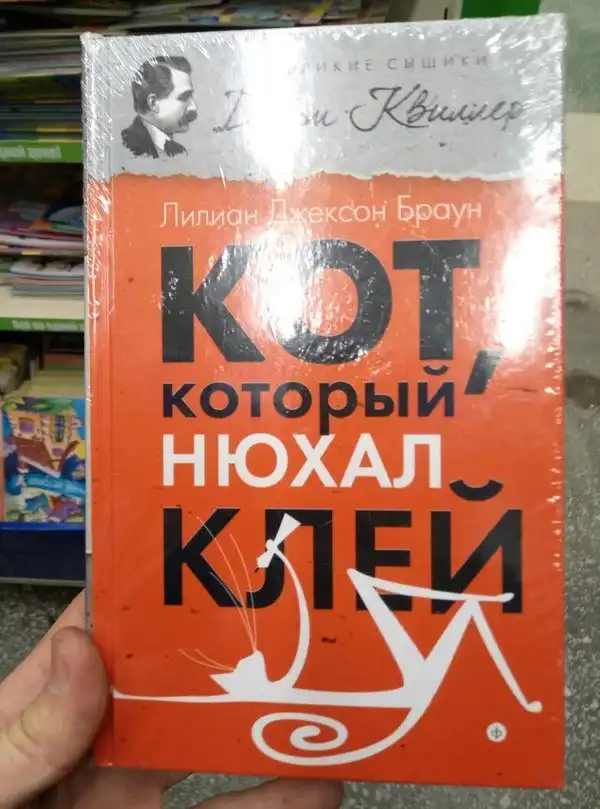 СЫЩИКИ
Квиллер
Лилиан Джексон Браун
КОТ,
который
НЮХАЛ
КЛЕЙ
Ф